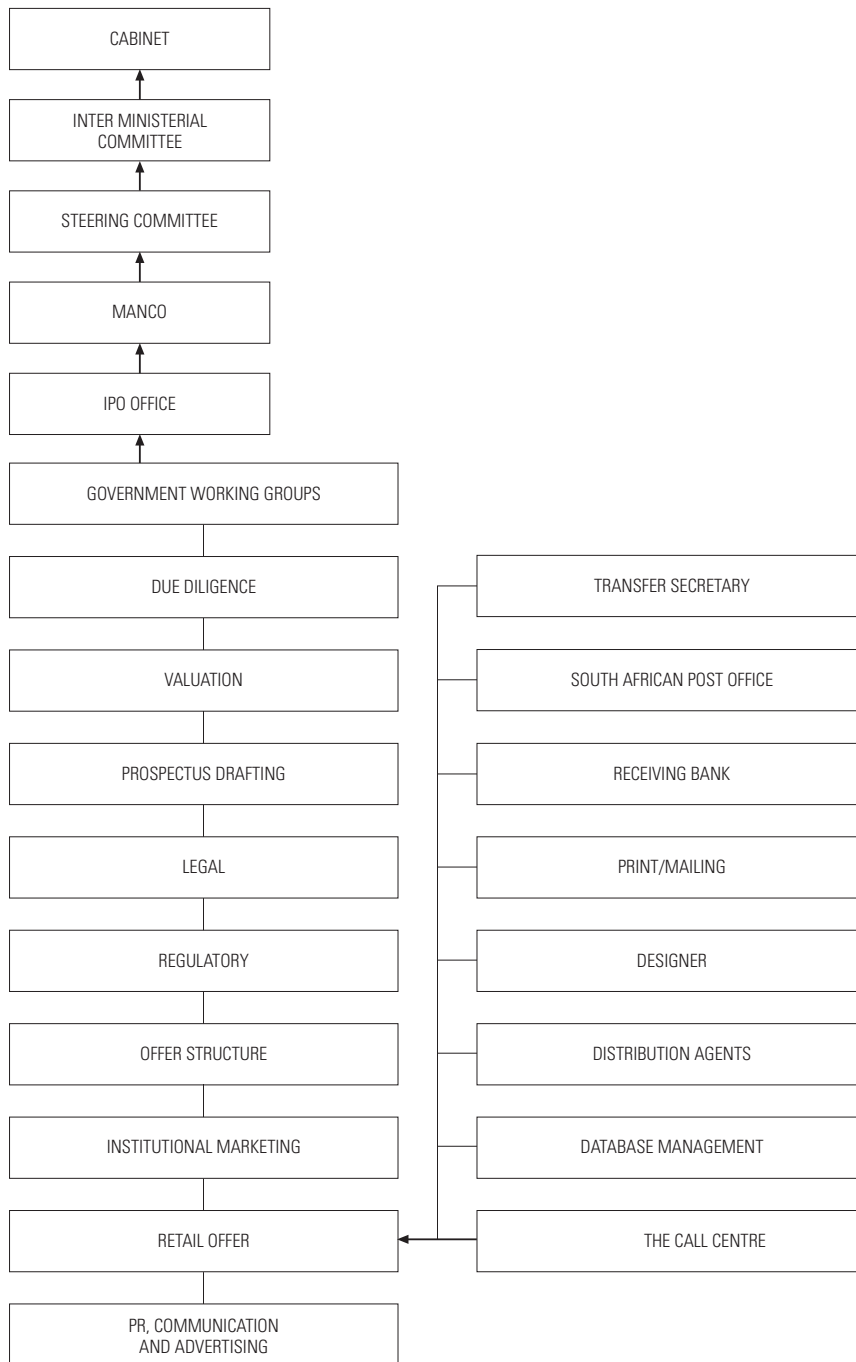 CABINET
INTER MINISTERIAL
COMMITTEE
STEERING COMMITTEE
MANCO
IPO OFFICE
GOVERNMENT WORKING GROUPS
DUE DILIGENCE
VALUATION
PROSPECTUS DRAFTING
LEGAL
REGULATORY
OFFER STRUCTURE
INSTITUTIONAL MARKETING
RETAIL OFFER
PR, COMMUNICATION
AND ADVERTISING
TRANSFER SECRETARY
SOUTH AFRICAN POST OFFICE
RECEIVING BANK
PRINT/MAILING
DESIGNER
DISTRIBUTION AGENTS
DATABASE MANAGEMENT
THE CALL CENTRE